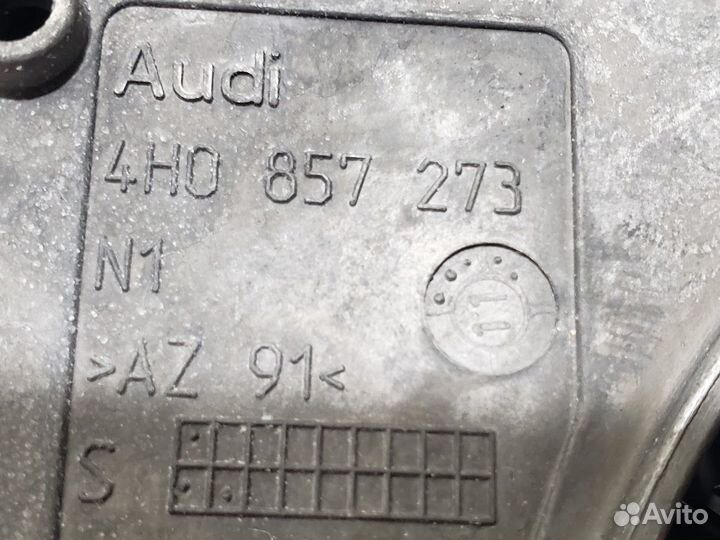 Audi
4H0 857 273
N1
11
>AZ 91<
S
Avito